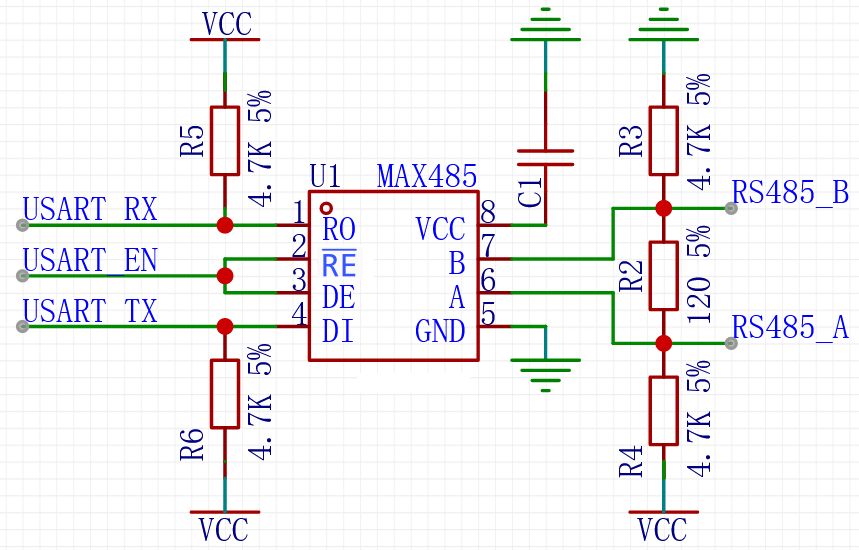 VCC
R5
4.7K 5%
U1
MAX485
C1
R3
4.7K 5%
USART_RX
1
RO
VCC
8
RS485_B
2
RE
B
7
USART_EN
3
DE
A
6
R2
120 5%
USART_TX
4
DI
GND
5
RS485_A
R6
4.7K 5%
R4
4.7K 5%
VCC
VCC